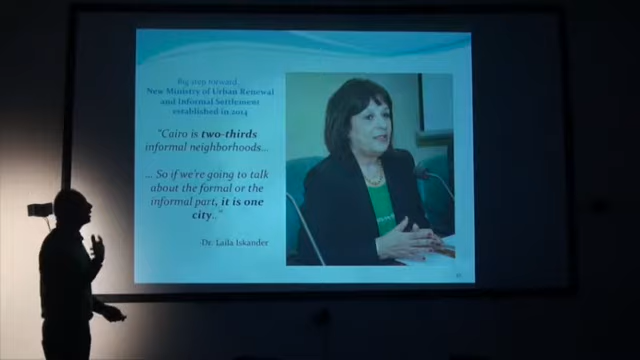 Big step forward
New Ministry of Urban Renewal
and Informal Settlement
established in 2014
"Cairo is two-thirds
informal neighborhoods...
... So if we're going to talk
about the formal or the
informal part, it is one
city.."
-Dr. Laila Iskander